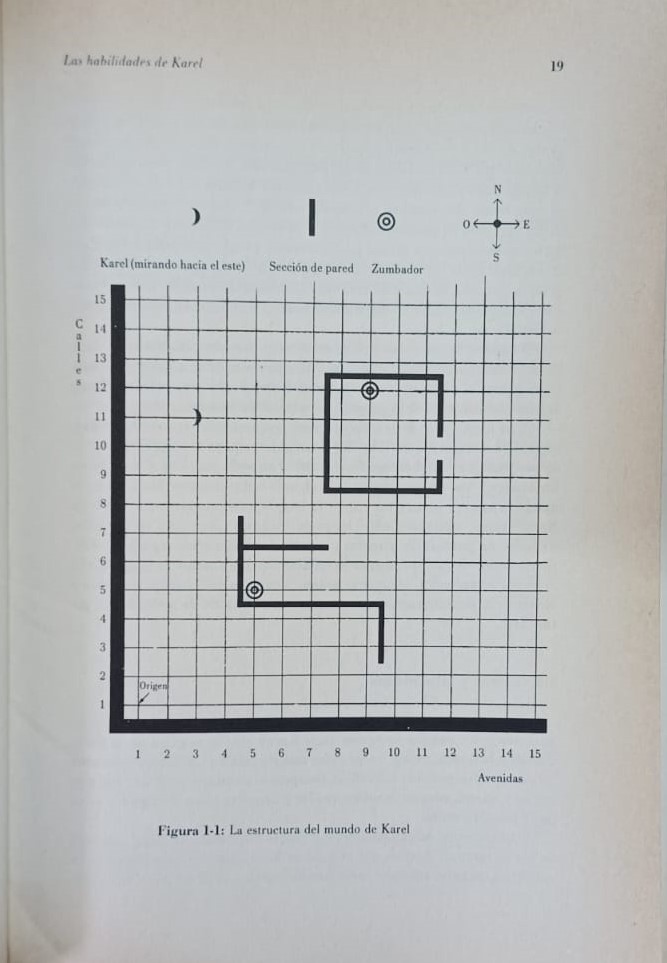 Las habilidades de Karel
19
N
O E
S
Karel (mirando hacia el este) Sección de pared Zumbador
Calles
15
14
13
12
11
10
9
8
7
6
5
4
3
2
1
Origen
1 2 3 4 5 6 7 8 9 10 11 12 13 14 15
Avenidas
Figura 1-1: La estructura del mundo de Karel